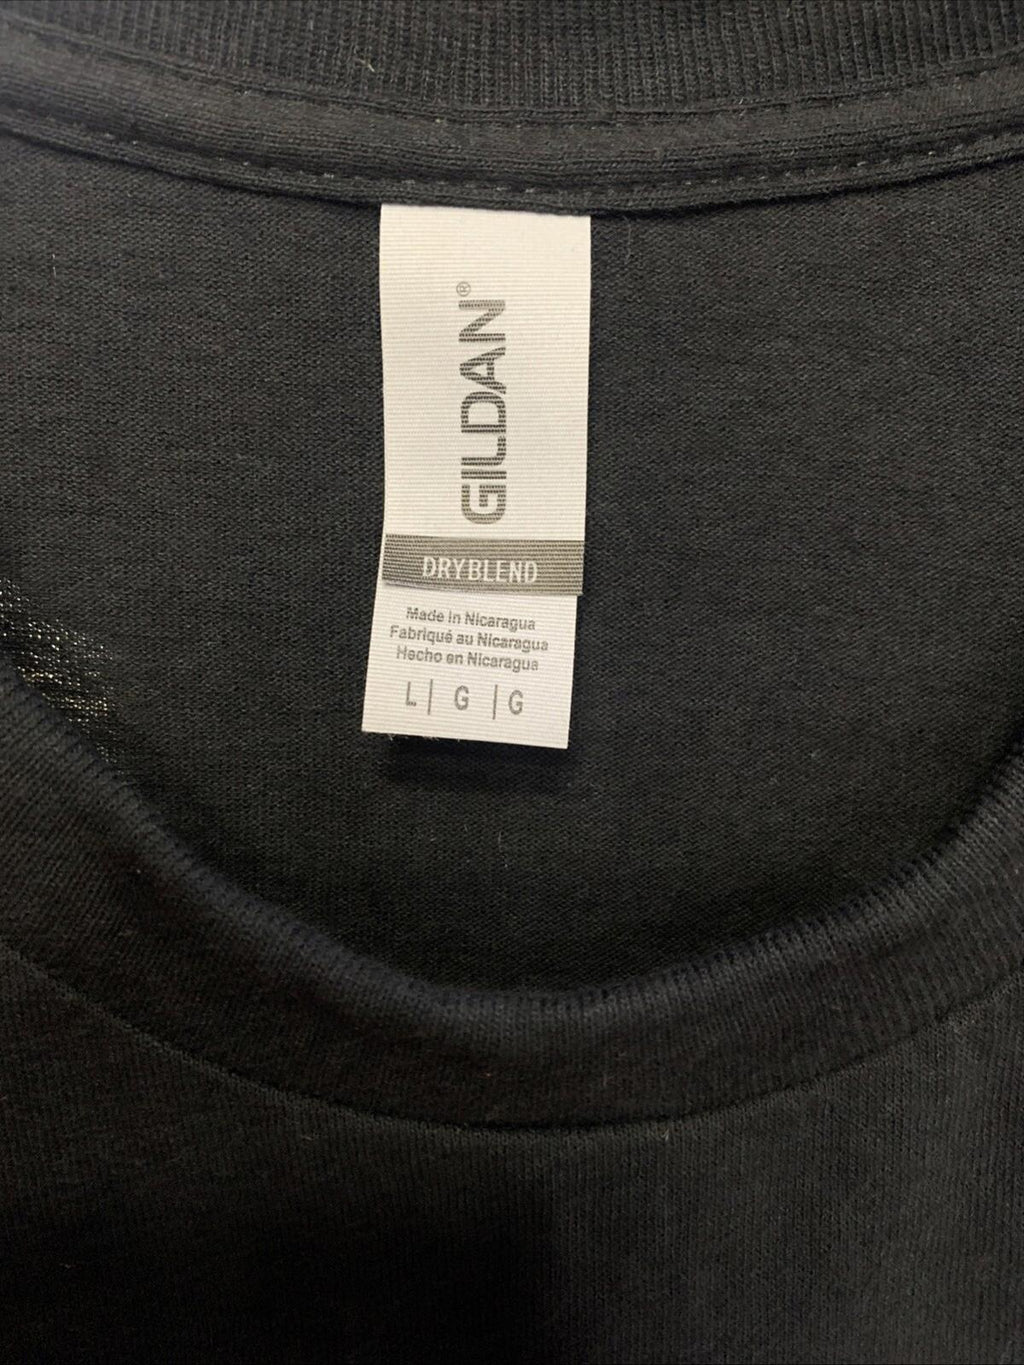 GILDAN®
DRYBLEND
Made in Nicaragua
Fabriqué au Nicaragua
Hecho en Nicaragua
L | G | G